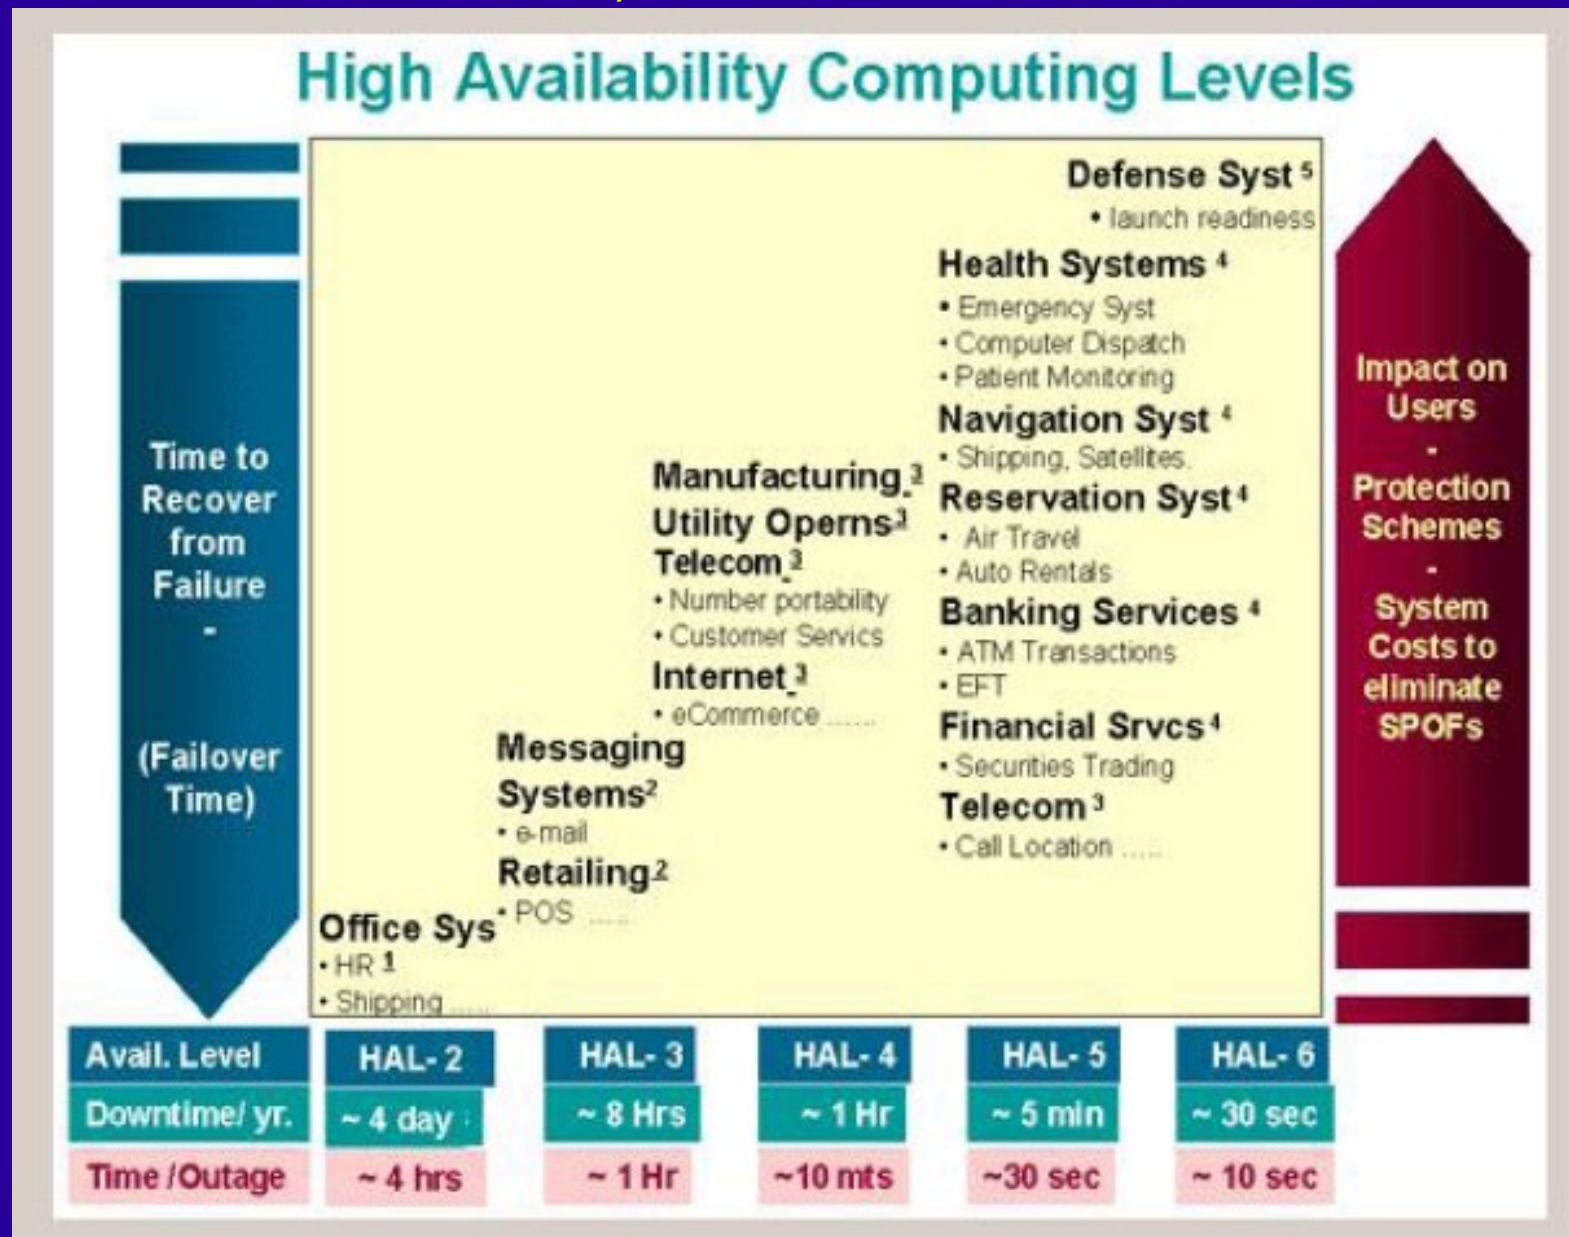 High Availability Computing Levels
Time to
Recover
from
Failure
-
(Failover
Time)
Defense Syst 5
• launch readiness
Health Systems 4
• Emergency Syst
• Computer Dispatch
• Patient Monitoring
Navigation Syst 4
• Shipping, Satellites.
Reservation Syst 4
• Air Travel
• Auto Rentals
Banking Services 4
• ATM Transactions
• EFT
Financial Srvcs 4
• Securities Trading
Telecom 3
• Call Location .....
Manufacturing 3
Utility Operns 3
Telecom 3
• Number portability
• Customer Servics
Internet 3
• eCommerce ......
Messaging
Systems 2
• e-mail
Retailing 2
• POS .....
Office Sys
• HR 1
• Shipping .....
Impact on
Users
-
Protection
Schemes
-
System
Costs to
eliminate
SPOFs
Avail. Level HAL- 2 HAL- 3 HAL- 4 HAL- 5 HAL- 6
Downtime/ yr. ~ 4 day ~ 8 Hrs ~ 1 Hr ~ 5 min ~ 30 sec
Time /Outage ~ 4 hrs ~ 1 Hr ~10 mts ~30 sec ~ 10 sec